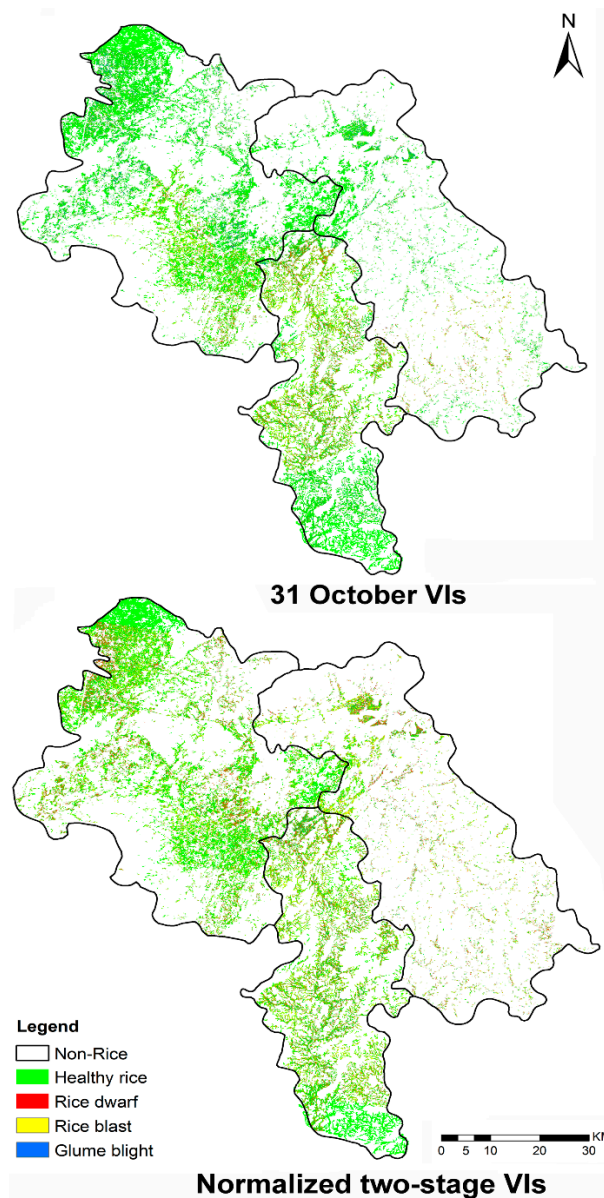 N
31 October VIs
Legend
Non-Rice
Healthy rice
Rice dwarf
Rice blast
Glume blight
KM
0 5 10 20 30
Normalized two-stage VIs